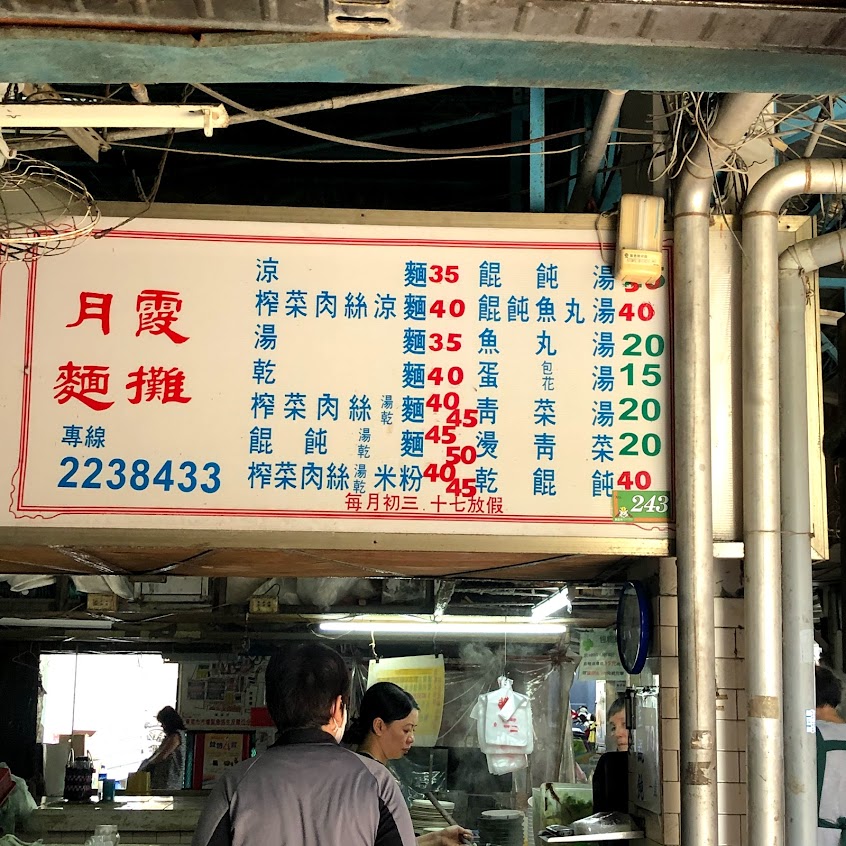 月霞
麵攤
專線
2238433
涼麵35
榨菜肉絲涼麵40
湯麵35
乾麵40
榨菜肉絲湯乾麵40 45
餛飩湯乾麵45 50
榨菜肉絲湯乾米粉40 45
餛飩湯
餛飩魚丸湯40
魚丸湯20
蛋包花湯15
青菜湯20
燙青菜20
乾餛飩40
每月初三.十七放假
243